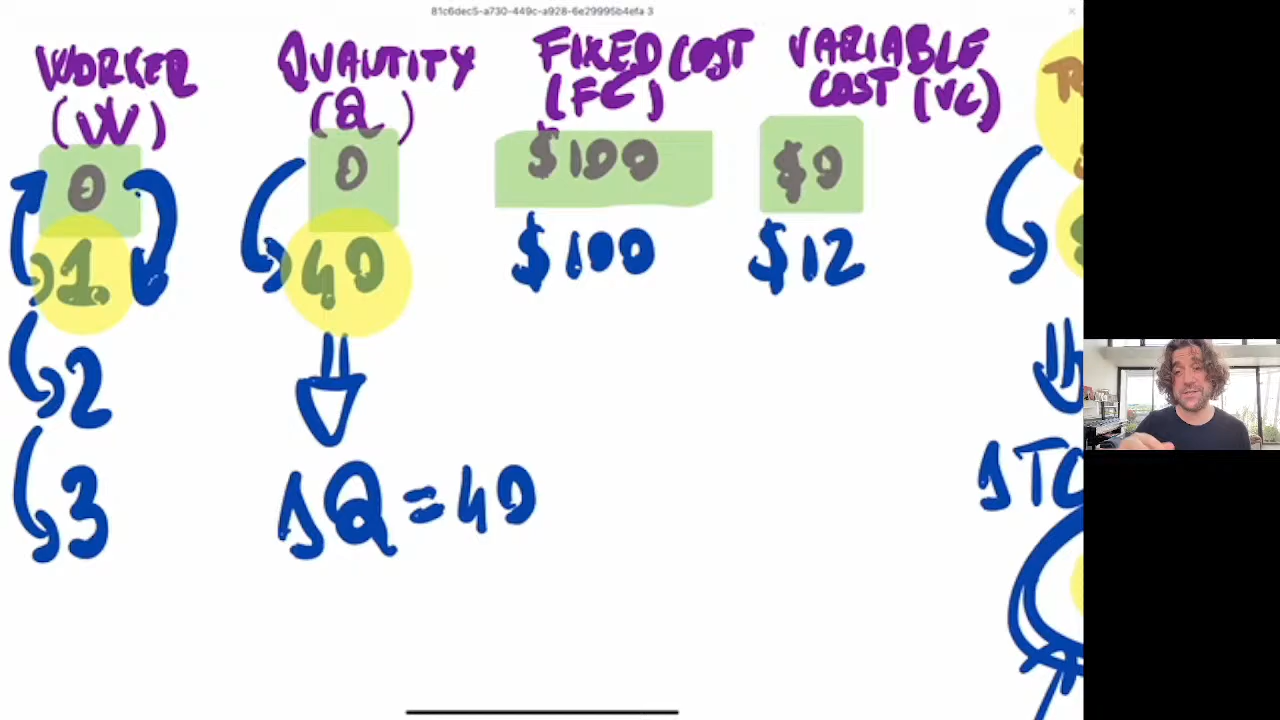 81c6dec5-a730-449c-a928-6e29995b4efa 3
WORKER QUANTITY FIXED COST VARIABLE
(W) (Q) (FC) COST (VC)
0 0 $100 $0
1 40 $100 $12
2
3
ΔQ = 40
ΔTC